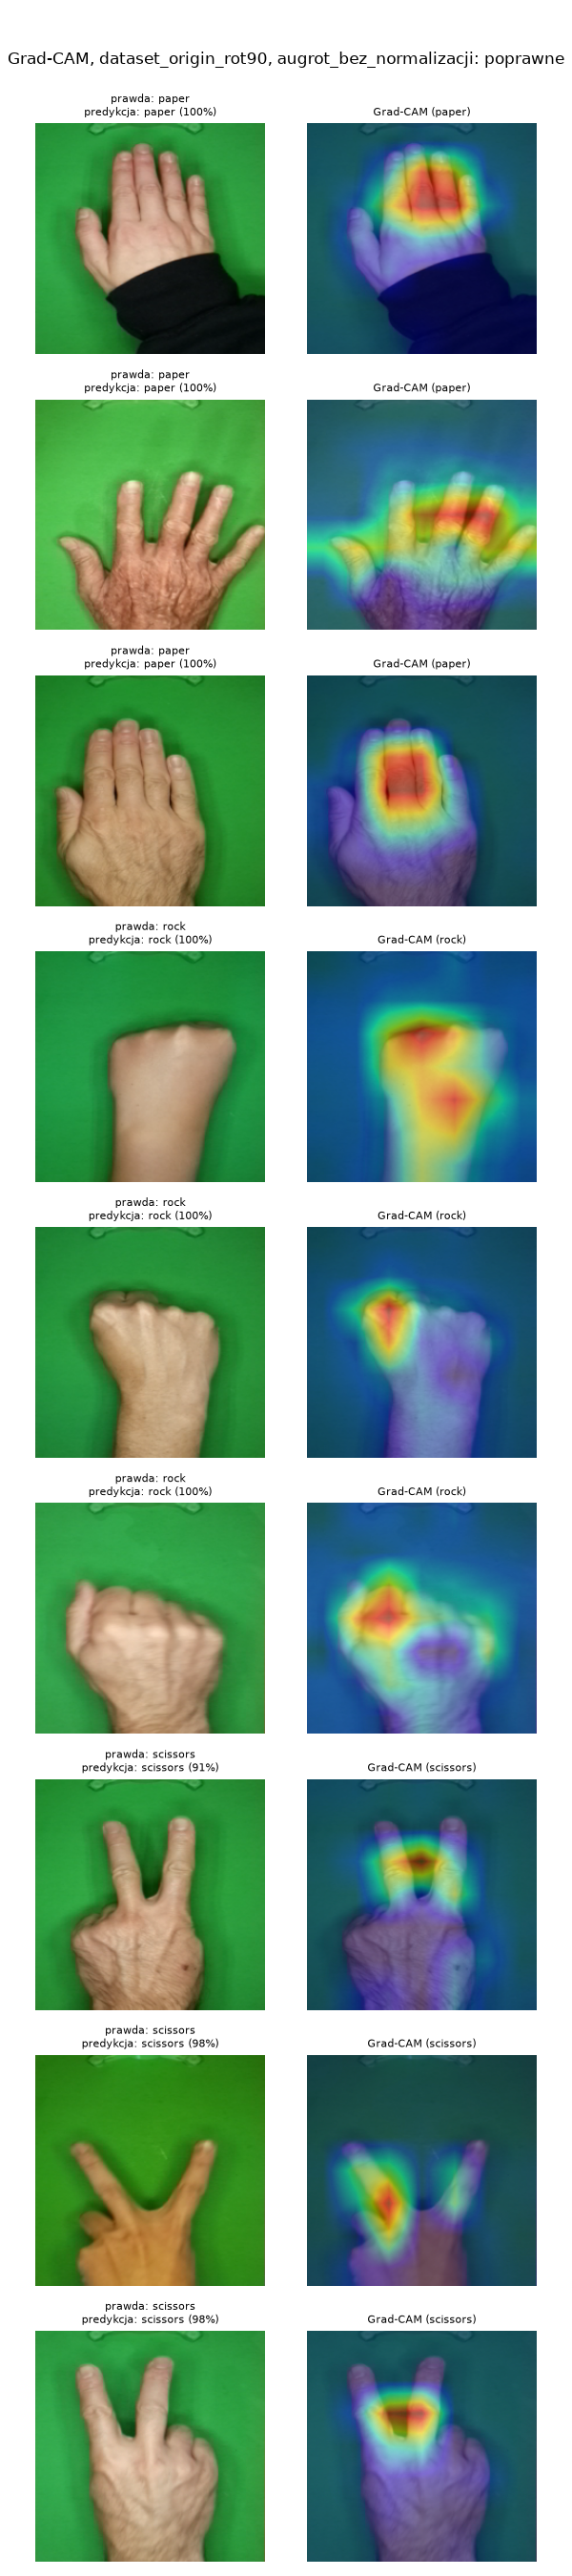 Grad-CAM, dataset_origin_rot90, augrot_bez_normalizacji: poprawne
prawda: paper
predykcja: paper (100%)
Grad-CAM (paper)
prawda: paper
predykcja: paper (100%)
Grad-CAM (paper)
prawda: paper
predykcja: paper (100%)
Grad-CAM (paper)
prawda: rock
predykcja: rock (100%)
Grad-CAM (rock)
prawda: rock
predykcja: rock (100%)
Grad-CAM (rock)
prawda: rock
predykcja: rock (100%)
Grad-CAM (rock)
prawda: scissors
predykcja: scissors (91%)
Grad-CAM (scissors)
prawda: scissors
predykcja: scissors (98%)
Grad-CAM (scissors)
prawda: scissors
predykcja: scissors (98%)
Grad-CAM (scissors)